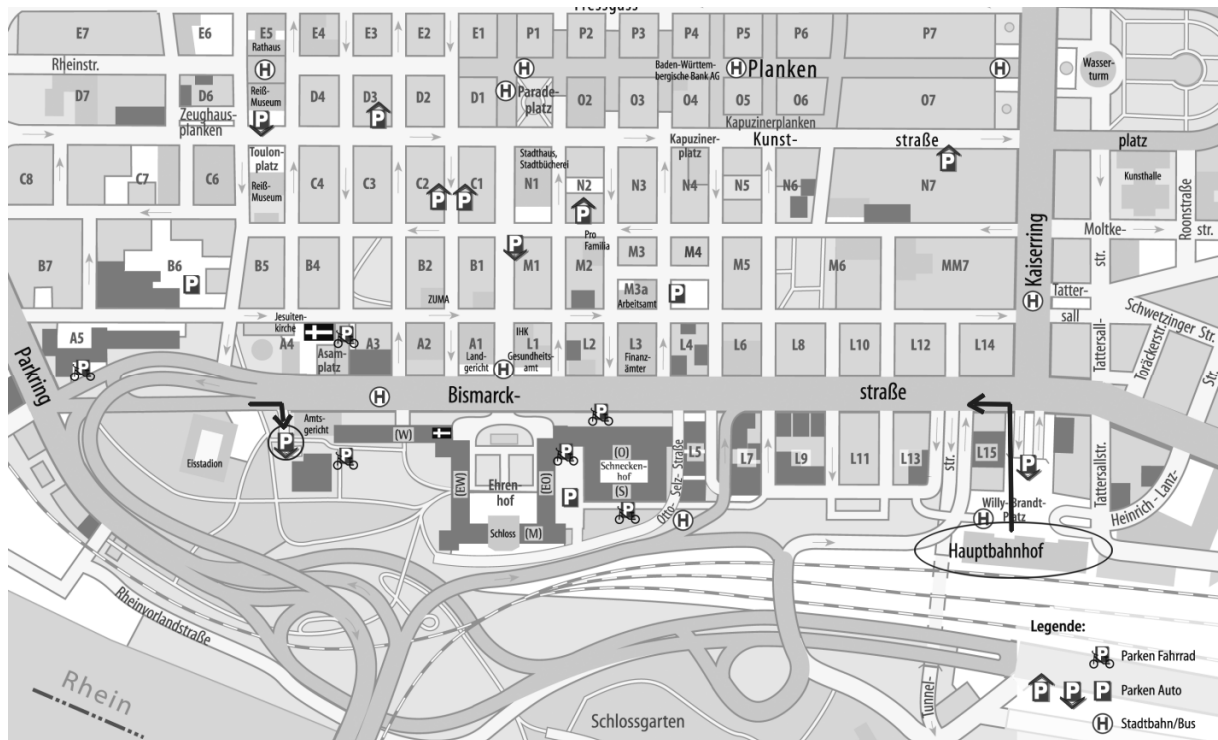 Fressgass
E7
E6
E5
Rathaus
E4
E3
E2
E1
P1
P2
P3
P4
P5
P6
P7
Rheinstr.
H
H
Baden-Württem-
bergische Bank AG
H
Planken
H
Wasser-
turm
D7
D6
Reiß-
Museum
D4
D3
D2
D1
H
Parade-
platz
O2
O3
O4
O5
O6
O7
Zeughaus-
planken
P
P
Kapuzinerplanken
Kapuziner-
platz
Kunst-
straße
platz
C8
C7
C6
Toulon-
platz
Reiß-
Museum
C4
C3
C2
P
P
C1
Stadthaus,
Stadtbücherei
N1
N2
P
N3
N4
N5
N6
N7
P
Kunsthalle
Roonstraße
Moltke-
str.
str.
B7
B6
P
B5
B4
B2
ZUMA
B1
P
M1
Pro
Familia
M2
M3
M3a
Arbeitsamt
M4
P
M5
M6
MM7
Kaiserring
H
Tatter-
sall
Schwetzinger Str.
A5
P
Jesuiten-
kirche
A4
Asam-
platz
P
A3
A2
A1
Land-
gericht
IHK
L1
Gesundheits-
amt
H
L2
L3
Finanz-
ämter
L4
L6
L8
L10
L12
L14
Tattersall-
Toräckerstr.
Str.
Parkring
H
Bismarck-
straße
P
Amts-
gericht
P
Eisstadion
P
(W)
(EW)
Ehren-
hof
(EO)
P
P
P
(O)
Schnecken-
hof
(S)
P
Schloss
(M)
Otto-
Selz-
Straße
H
L5
L7
L9
L11
L13
str.
L15
P
Willy-Brandt-
Platz
H
Hauptbahnhof
Tattersallstr.
Heinrich-Lanz-
Rheinvorlandstraße
Rhein
Schlossgarten
Tunnel-
Legende:
P Parken Fahrrad
P P P Parken Auto
H Stadtbahn/Bus